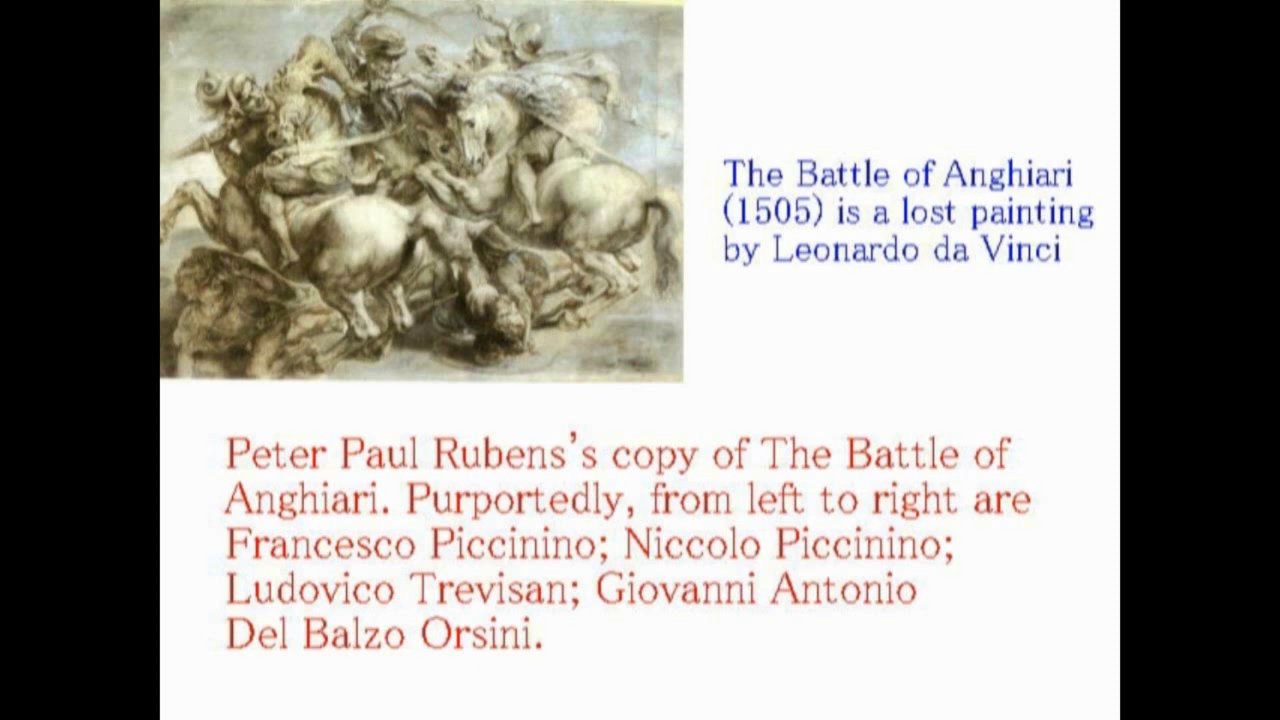 The Battle of Anghiari
(1505) is a lost painting
by Leonardo da Vinci
Peter Paul Rubens's copy of The Battle of
Anghiari. Purportedly, from left to right are
Francesco Piccinino; Niccolo Piccinino;
Ludovico Trevisan; Giovanni Antonio
Del Balzo Orsini.